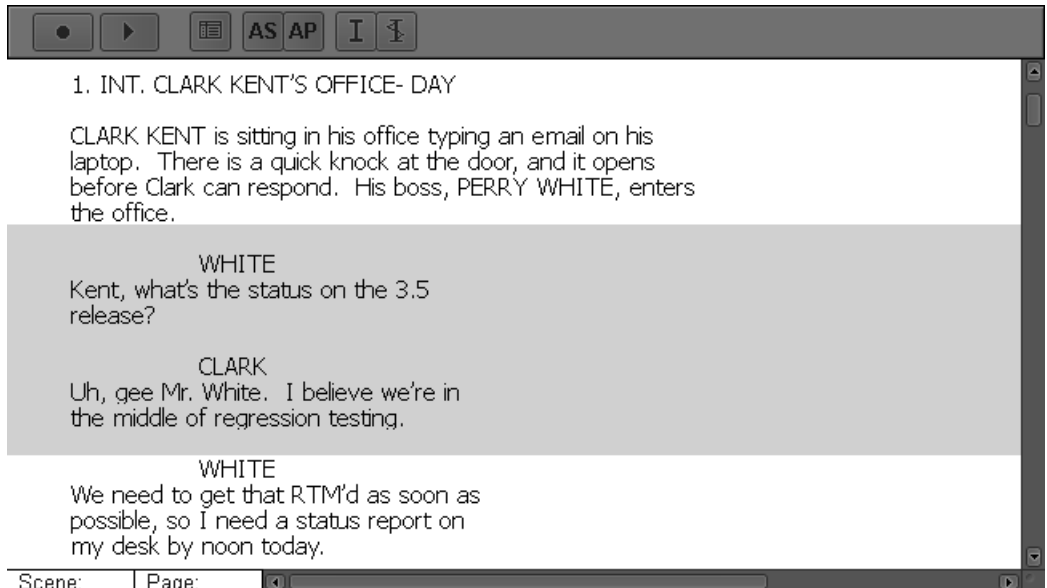 AS AP
1. INT. CLARK KENT'S OFFICE- DAY
CLARK KENT is sitting in his office typing an email on his
laptop.  There is a quick knock at the door, and it opens
before Clark can respond.  His boss, PERRY WHITE, enters
the office.
WHITE
Kent, what's the status on the 3.5
release?
CLARK
Uh, gee Mr. White.  I believe we're in
the middle of regression testing.
WHITE
We need to get that RTM'd as soon as
possible, so I need a status report on
my desk by noon today.
Scene: Page: